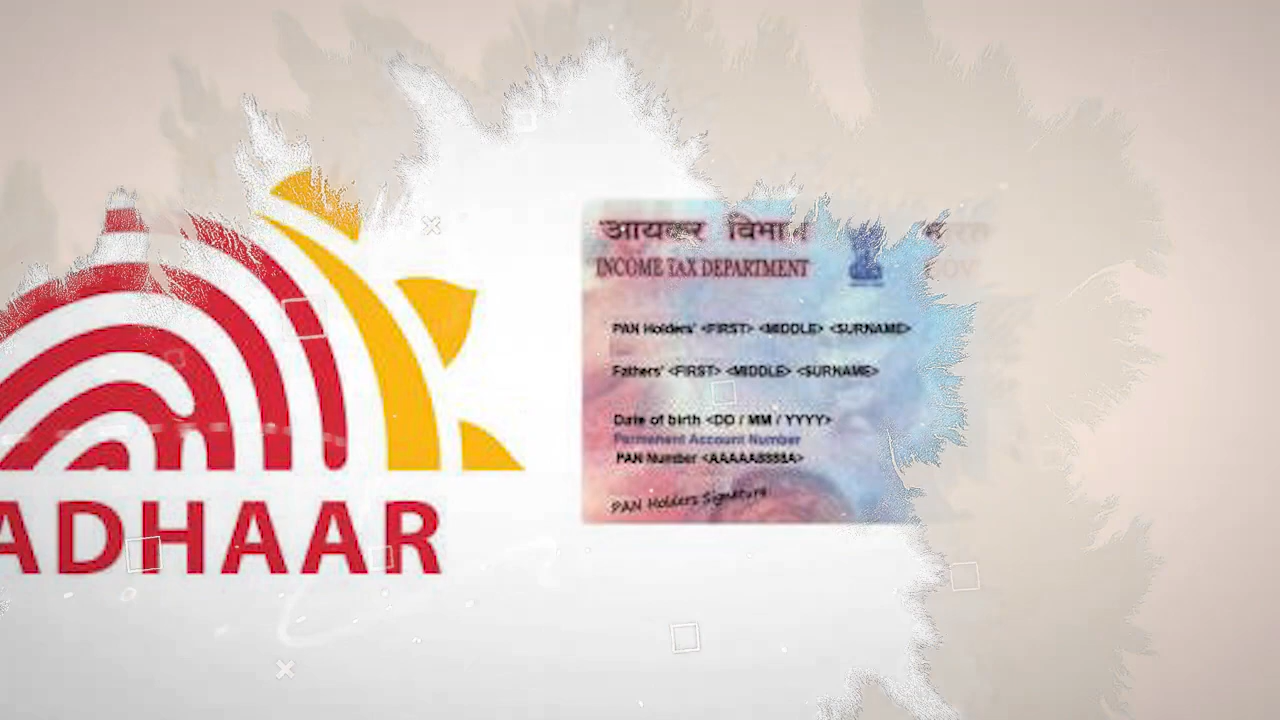 ADHAAR
आयकर विभाग
INCOME TAX DEPARTMENT
PAN Holders' <FIRST> <MIDDLE> <SURNAME>
Fathers' <FIRST> <MIDDLE> <SURNAME>
Date of birth <DD / MM / YYYY>
Permenent Account Number
PAN Number <AAAAA8888A>
PAN Holders Signature